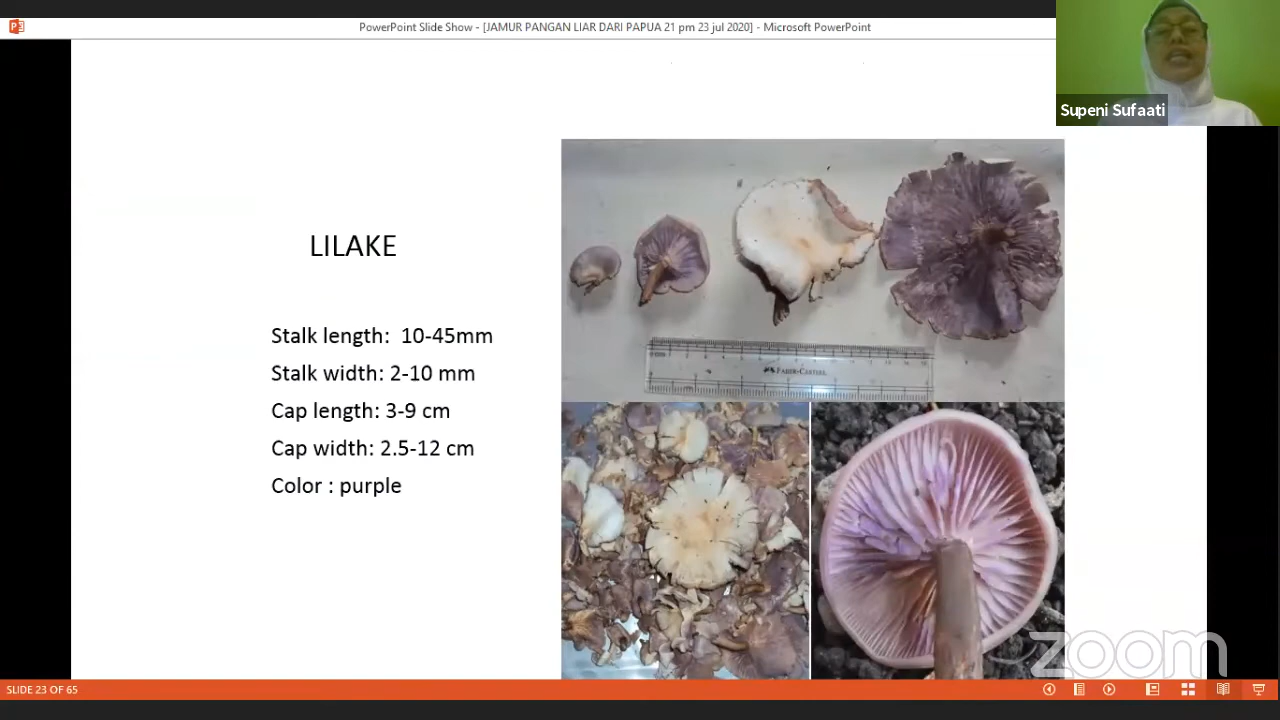 PowerPoint Slide Show - [JAMUR PANGAN LIAR DARI PAPUA 21 pm 23 jul 2020] - Microsoft PowerPoint
Supeni Sufaati
LILAKE
Stalk length: 10-45mm
Stalk width: 2-10 mm
Cap length: 3-9 cm
Cap width: 2.5-12 cm
Color : purple
FABER-CASTELL
zoom
SLIDE 23 OF 65